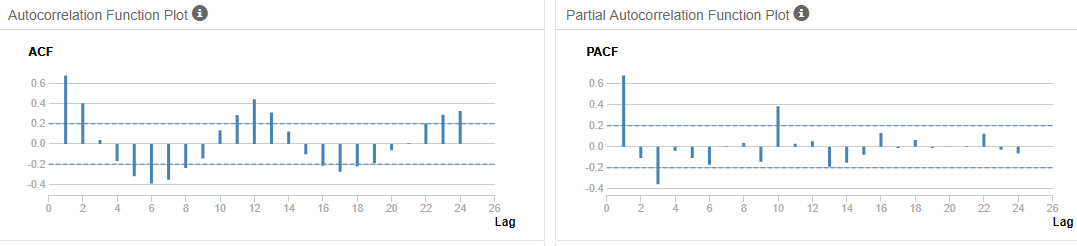 Autocorrelation Function Plot
ACF
0.6
0.4
0.2
0.0
-0.2
-0.4
0 2 4 6 8 10 12 14 16 18 20 22 24 26
Lag
Partial Autocorrelation Function Plot
PACF
0.6
0.4
0.2
0.0
-0.2
-0.4
0 2 4 6 8 10 12 14 16 18 20 22 24 26
Lag